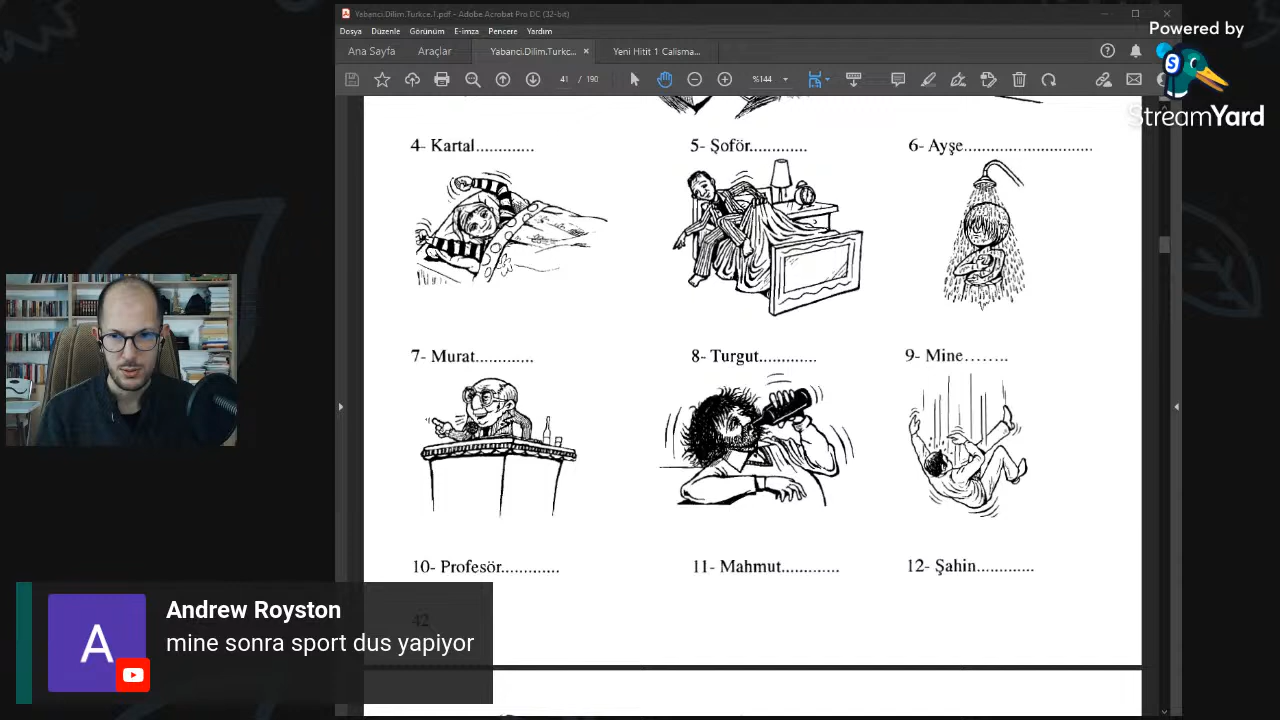 Yabanci.Dilim.Turkce.1.pdf - Adobe Acrobat Pro DC (32-bit)
Dosya Düzenle Görünüm E-imza Pencere Yardım
Ana Sayfa Araçlar Yabanci.Dilim.Turkc... × Yeni Hitit 1 Calisma...
41 / 190 %144
Powered by
StreamYard
4- Kartal.............
5- Şoför.............
6- Ayşe.............................
7- Murat.............
8- Turgut.............
9- Mine........
10- Profesör.............
11- Mahmut.............
12- Şahin.............
42
Andrew Royston
mine sonra sport dus yapiyor